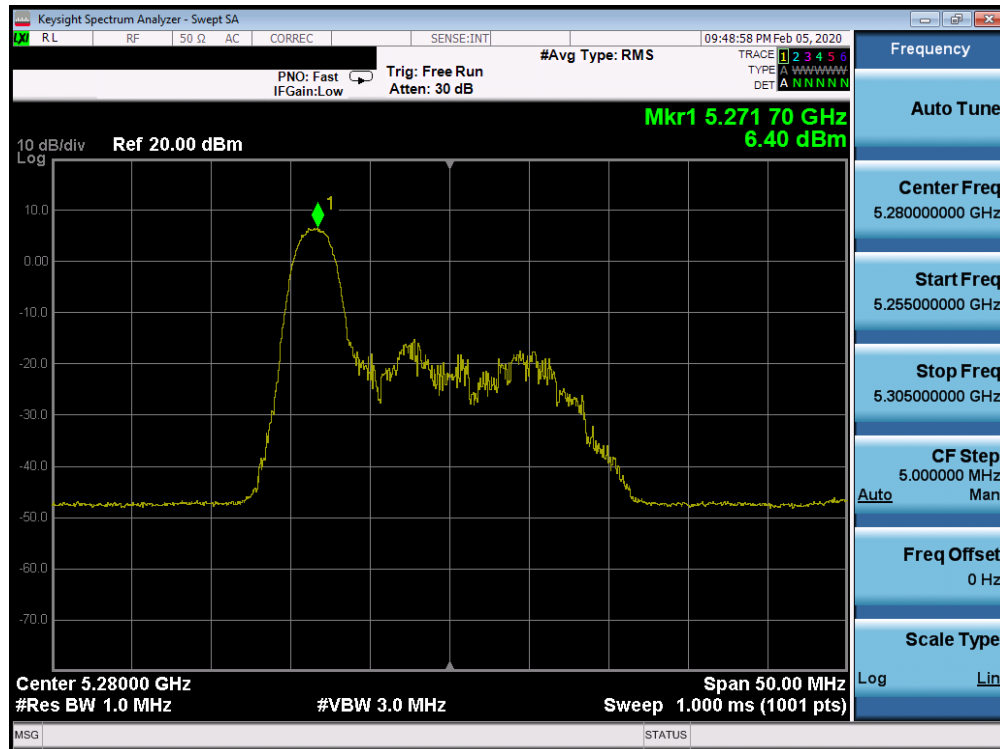 Keysight Spectrum Analyzer - Swept SA
LXI RL RF 50 Ω AC CORREC SENSE:INT 09:48:58 PM Feb 05, 2020
#Avg Type: RMS
TRACE 1 2 3 4 5 6
PNO: Fast Trig: Free Run
TYPE A WWWWW
IFGain:Low Atten: 30 dB
DET A N N N N N
Mkr1 5.271 70 GHz
6.40 dBm
10 dB/div Ref 20.00 dBm
Log
1
10.0
0.00
-10.0
-20.0
-30.0
-40.0
-50.0
-60.0
-70.0
Center 5.28000 GHz Span 50.00 MHz
#Res BW 1.0 MHz #VBW 3.0 MHz Sweep 1.000 ms (1001 pts)
MSG STATUS
Frequency
Auto Tune
Center Freq
5.280000000 GHz
Start Freq
5.255000000 GHz
Stop Freq
5.305000000 GHz
CF Step
5.000000 MHz
Auto Man
Freq Offset
0 Hz
Scale Type
Log Lin